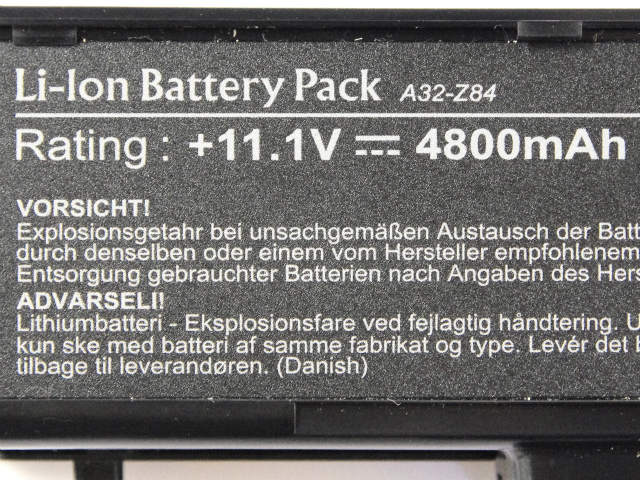 Li-Ion Battery Pack A32-Z84
Rating : +11.1V ⎓ 4800mAh
VORSICHT!
Explosionsgetahr bei unsachgemäßen Austausch der Batt
durch denselben oder einem vom Hersteller empfohlenem
Entsorgung gebrauchter Batterien nach Angaben des Hers
ADVARSELI!
Lithiumbatteri - Eksplosionsfare ved fejlagtig håndtering. U
kun ske med batteri af samme fabrikat og type. Levér det b
tilbage til leverandøren. (Danish)